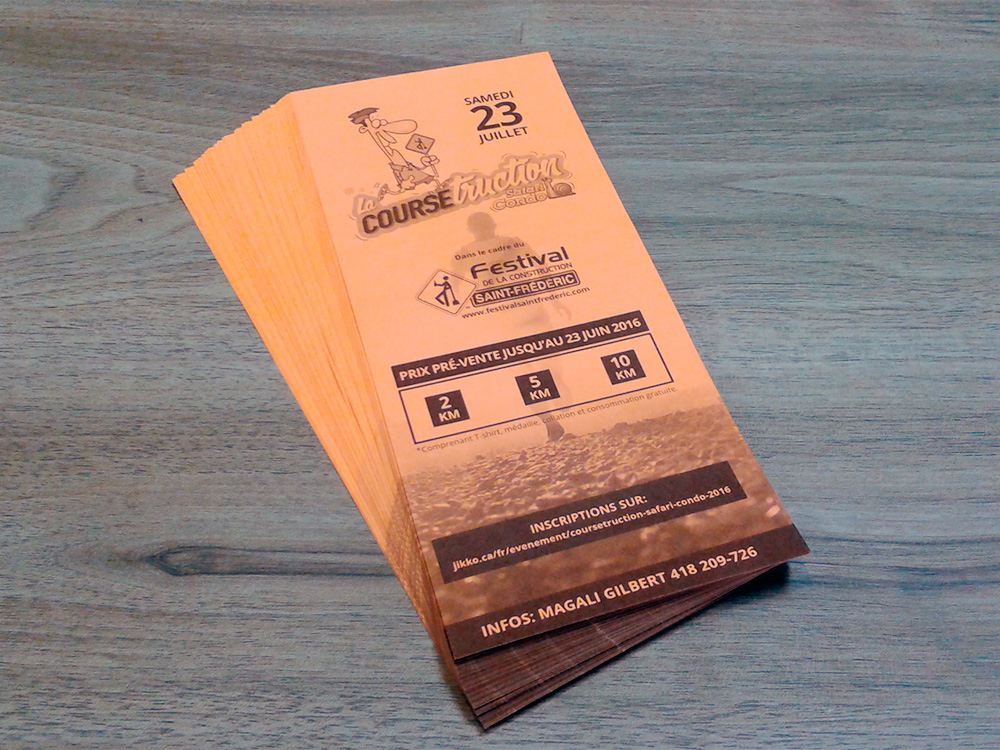 SAMEDI
23
JUILLET
la
COURSEtruction
Safari
Condo
Dans le cadre du
Festival
DE LA CONSTRUCTION
SAINT-FRÉDÉRIC
www.festivalsaintfrederic.com
PRIX PRÉ-VENTE JUSQU'AU 23 JUIN 2016
2 KM
5 KM
10 KM
*Comprenant T-shirt, médaille, collation et consommation gratuite.
INSCRIPTIONS SUR:
jikko.ca/fr/evenement/coursetruction-safari-condo-2016
INFOS: MAGALI GILBERT 418 209-726